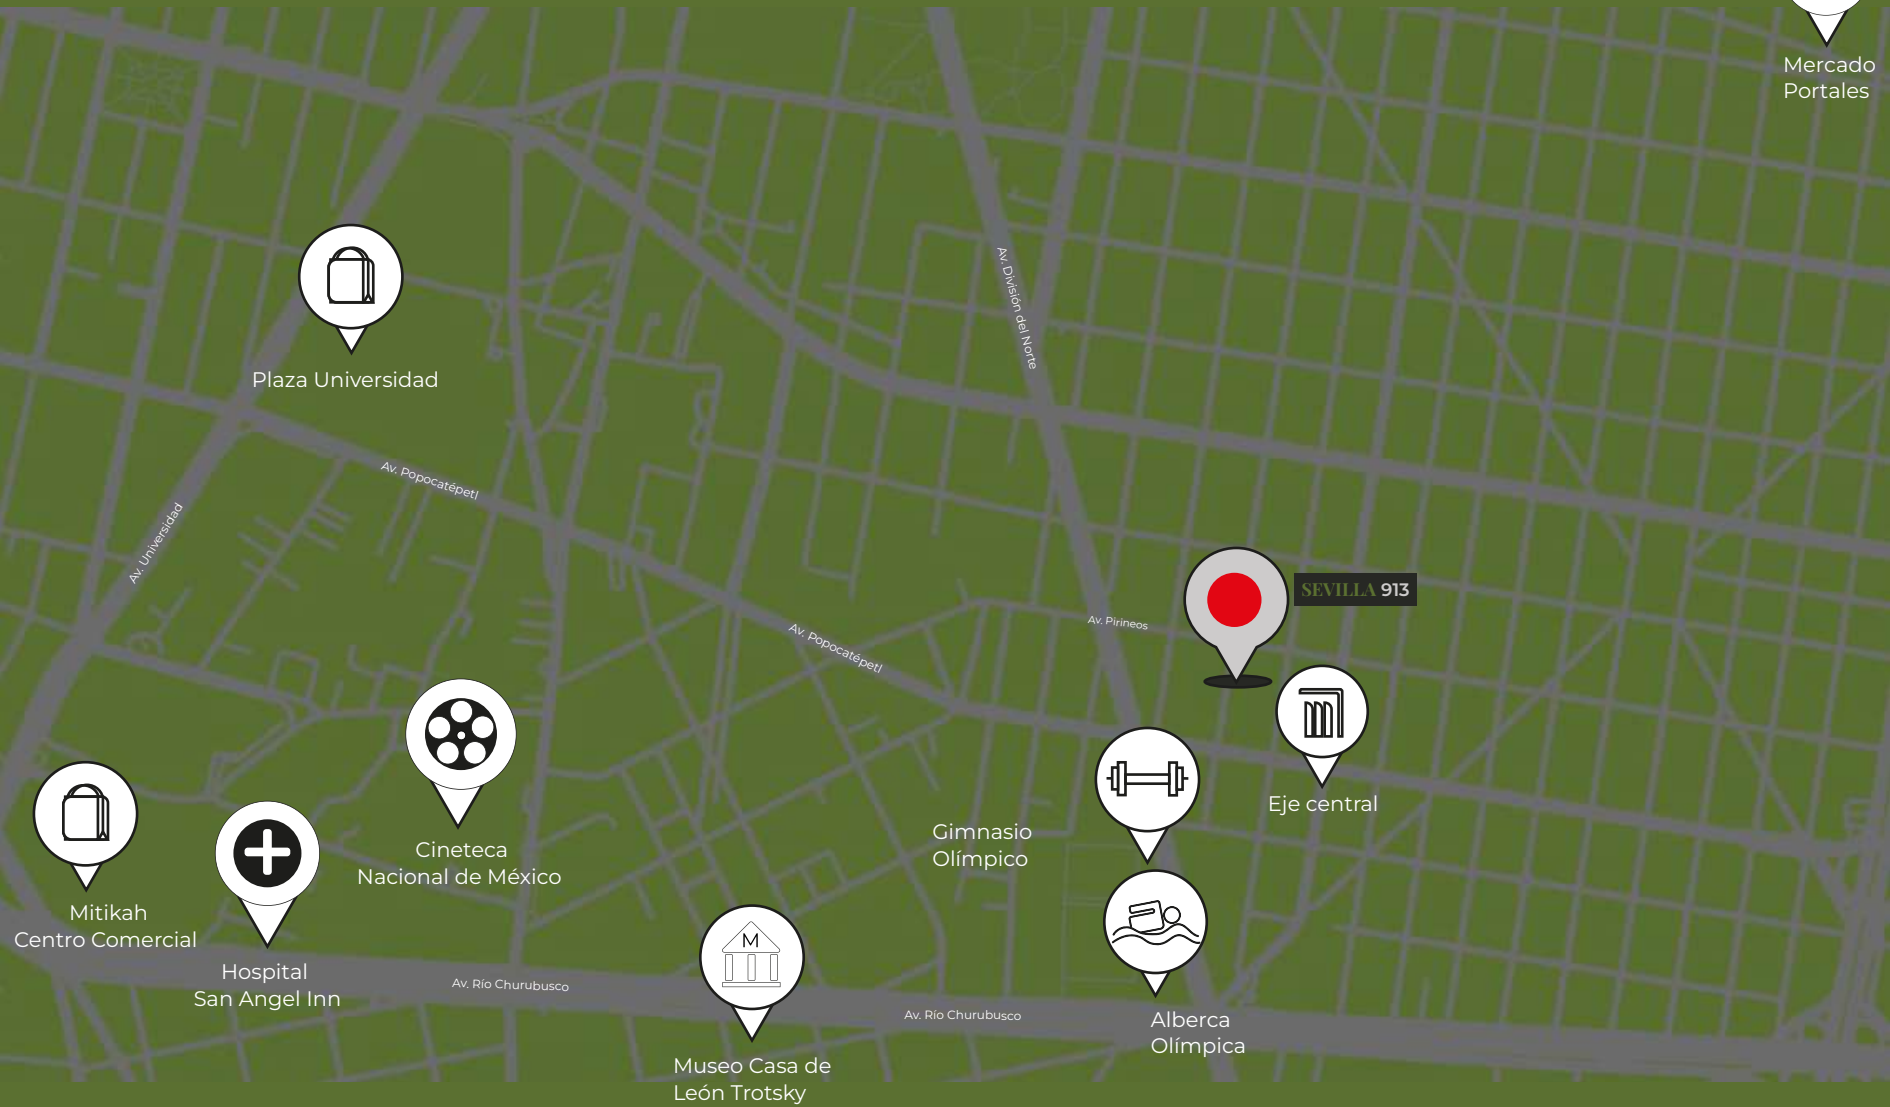 Mercado
Portales
Av. División del Norte
Plaza Universidad
Av. Popocatépetl
Av. Universidad
SEVILLA 913
Av. Pirineos
Av. Popocatépetl
Eje central
Gimnasio
Olímpico
Cineteca
Nacional de México
Mitikah
Centro Comercial
Hospital
San Angel Inn
M
Av. Río Churubusco
Av. Río Churubusco
Alberca
Olímpica
Museo Casa de
León Trotsky